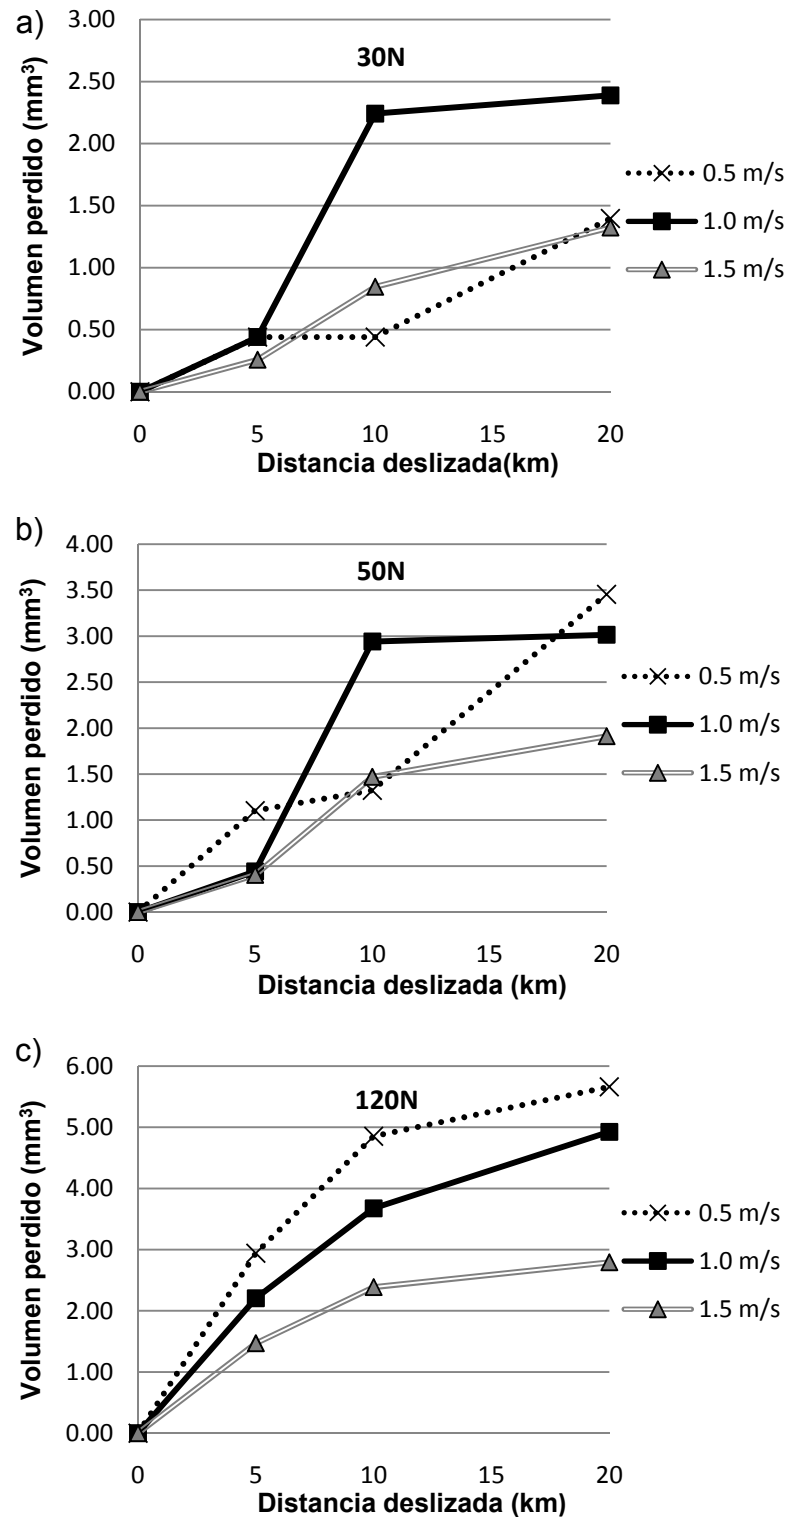 a)
30N
Volumen perdido (mm³)
3.00
2.50
2.00
1.50
1.00
0.50
0.00
0 5 10 15 20
Distancia deslizada(km)
0.5 m/s
1.0 m/s
1.5 m/s
b)
50N
Volumen perdido (mm³)
4.00
3.50
3.00
2.50
2.00
1.50
1.00
0.50
0.00
0 5 10 15 20
Distancia deslizada (km)
0.5 m/s
1.0 m/s
1.5 m/s
c)
120N
Volumen perdido (mm³)
6.00
5.00
4.00
3.00
2.00
1.00
0.00
0 5 10 15 20
Distancia deslizada (km)
0.5 m/s
1.0 m/s
1.5 m/s